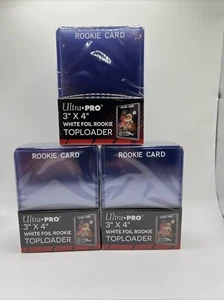 ROOKIE CARD
Ultra•PRO®
3" X 4"
WHITE FOIL ROOKIE
TOPLOADER
ROOKIE CARD
Ultra•PRO®
3" X 4"
WHITE FOIL ROOKIE
TOPLOADER
ROOKIE CARD
Ultra•PRO®
3" X 4"
WHITE FOIL ROOKIE
TOPLOADER